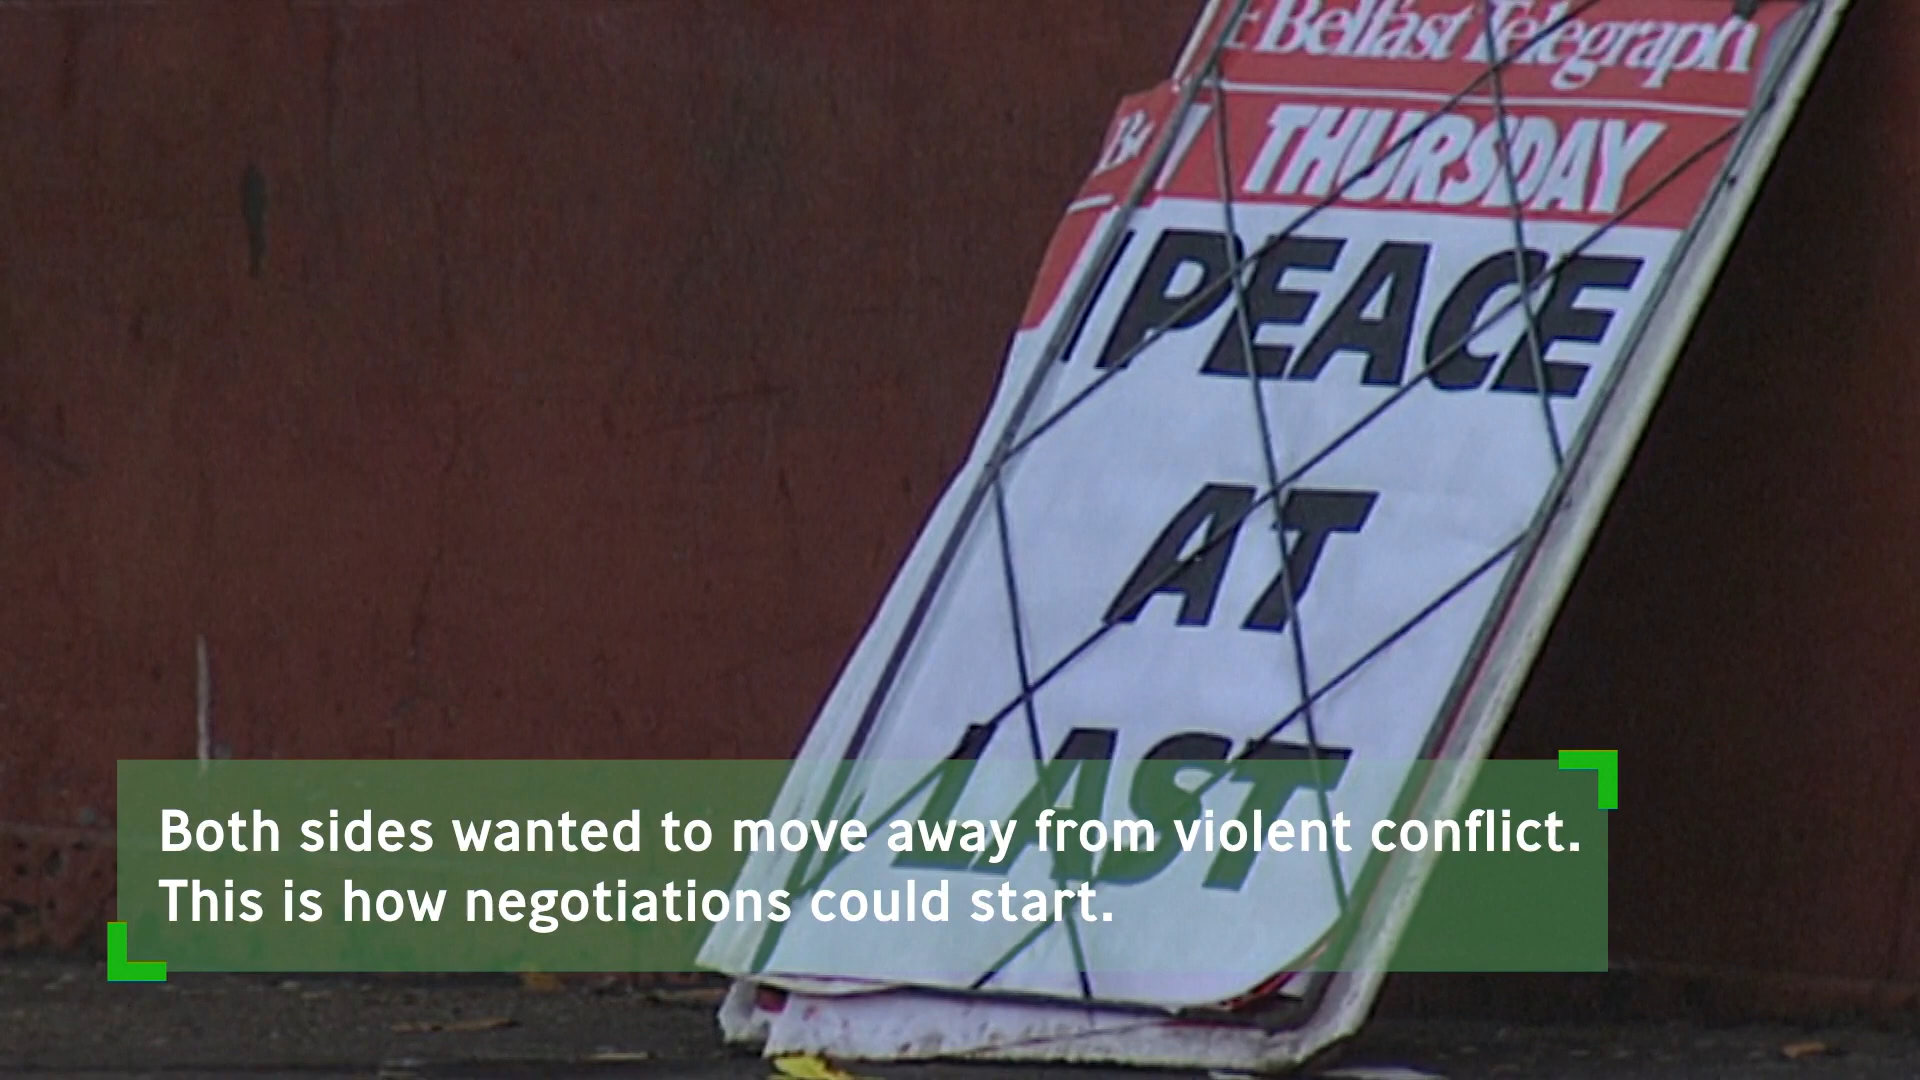 Belfast Telegraph
THURSDAY
PEACE
AT
LAST
Both sides wanted to move away from violent conflict.
This is how negotiations could start.